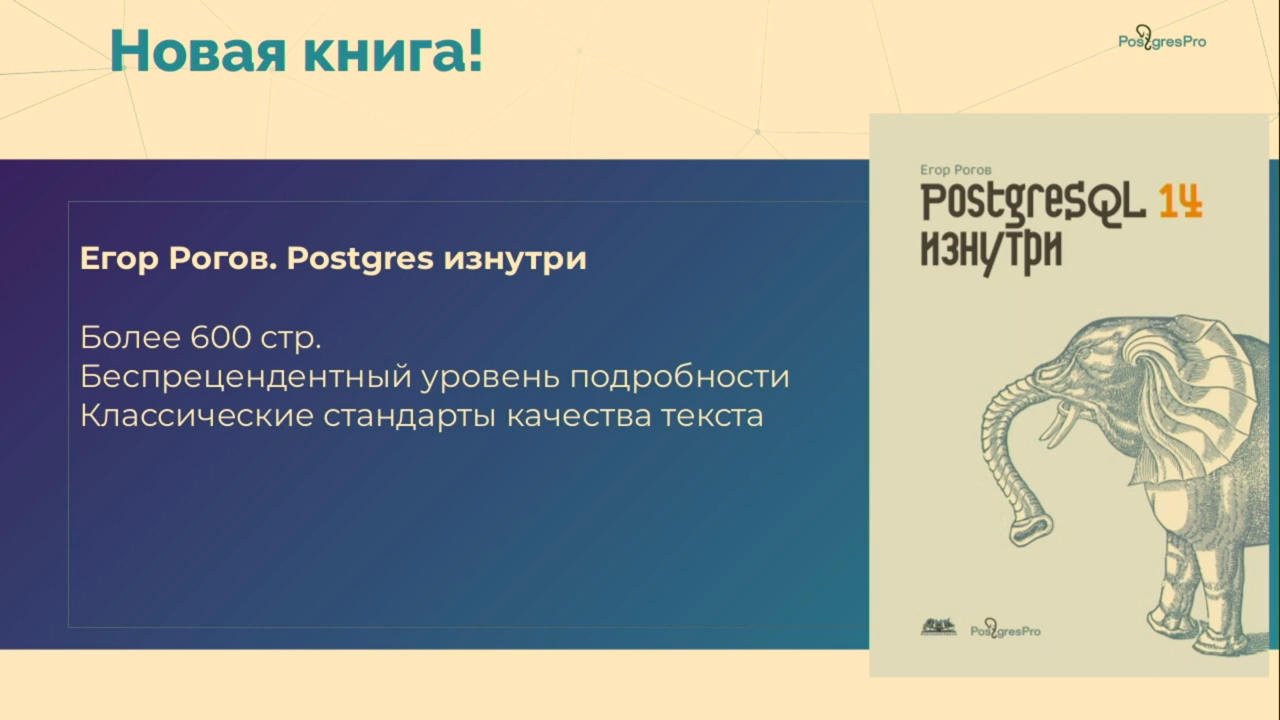 Новая книга!
PostgresPro
Егор Рогов. Postgres изнутри
Более 600 стр.
Беспрецендентный уровень подробности
Классические стандарты качества текста
Егор Рогов
PostgreSQL 14
изнутри
PostgresPro